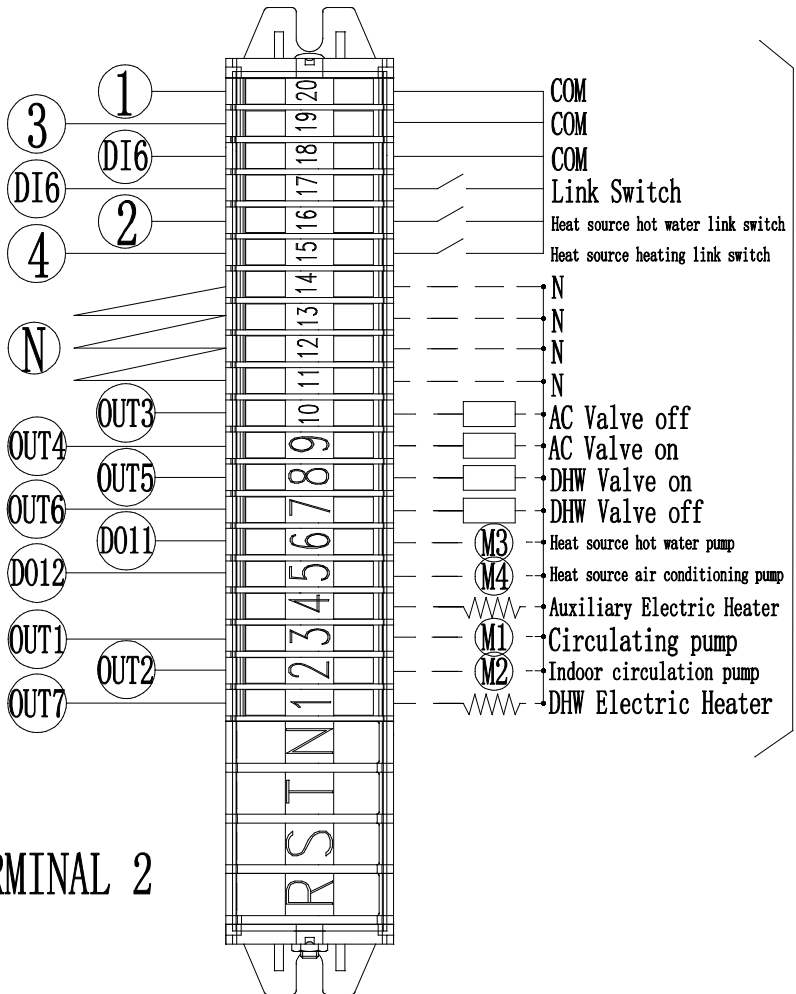 1 20 COM
3 19 COM
DI6 18 COM
DI6 17 Link Switch
2 16 Heat source hot water link switch
4 15 Heat source heating link switch
14 N
13 N
N 12 N
11 N
OUT3 10 AC Valve off
OUT4 9 AC Valve on
OUT5 8 DHW Valve on
OUT6 7 DHW Valve off
DO11 6 M3 Heat source hot water pump
DO12 5 M4 Heat source air conditioning pump
4 Auxiliary Electric Heater
OUT1 3 M1 Circulating pump
OUT2 2 M2 Indoor circulation pump
OUT7 1 DHW Electric Heater
N
T
S
R
RMINAL 2